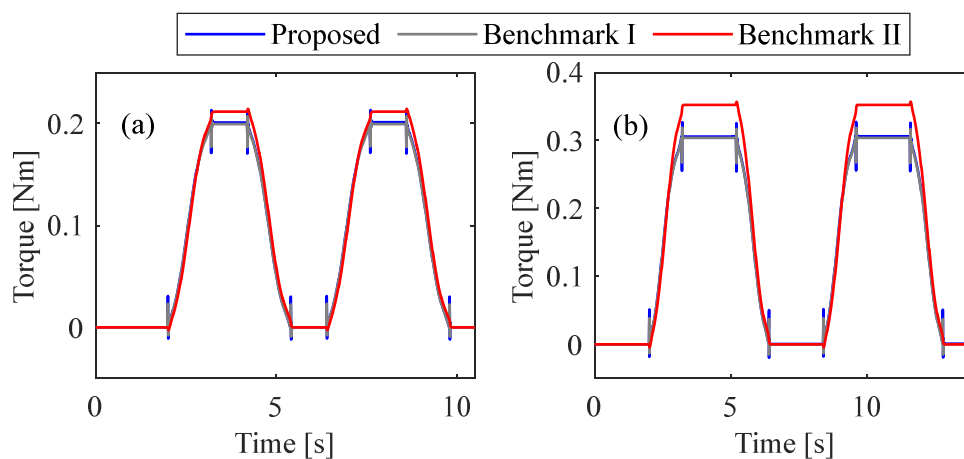 Proposed Benchmark I Benchmark II
(a)
0.2
0.1
0
Torque [Nm]
0 5 10
Time [s]
(b)
0.4
0.3
0.2
0.1
0
Torque [Nm]
0 5 10
Time [s]